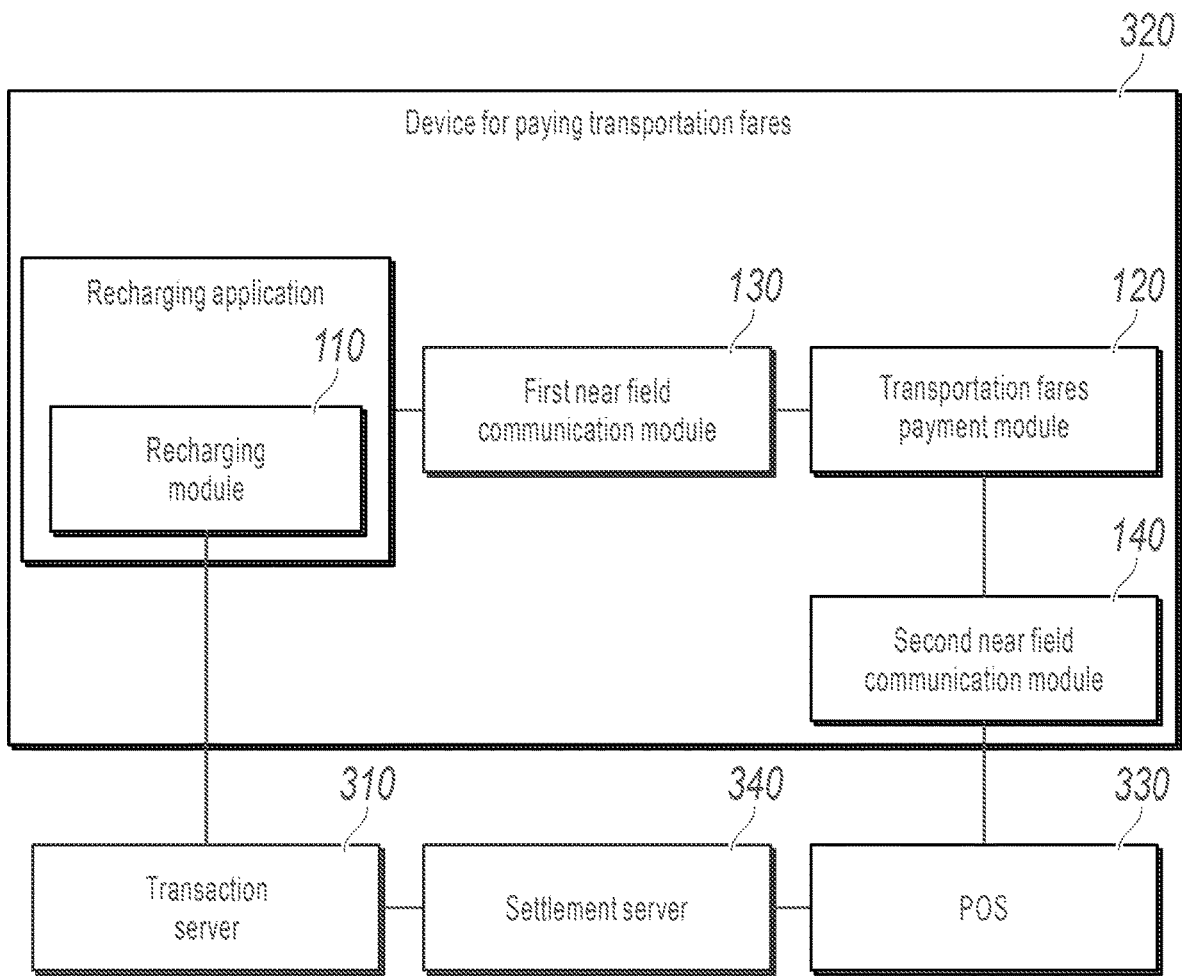 320
Device for paying transportation fares
Recharging application
110
Recharging
module
130
First near field
communication module
120
Transportation fares
payment module
140
Second near field
communication module
310
Transaction
server
340
Settlement server
330
POS